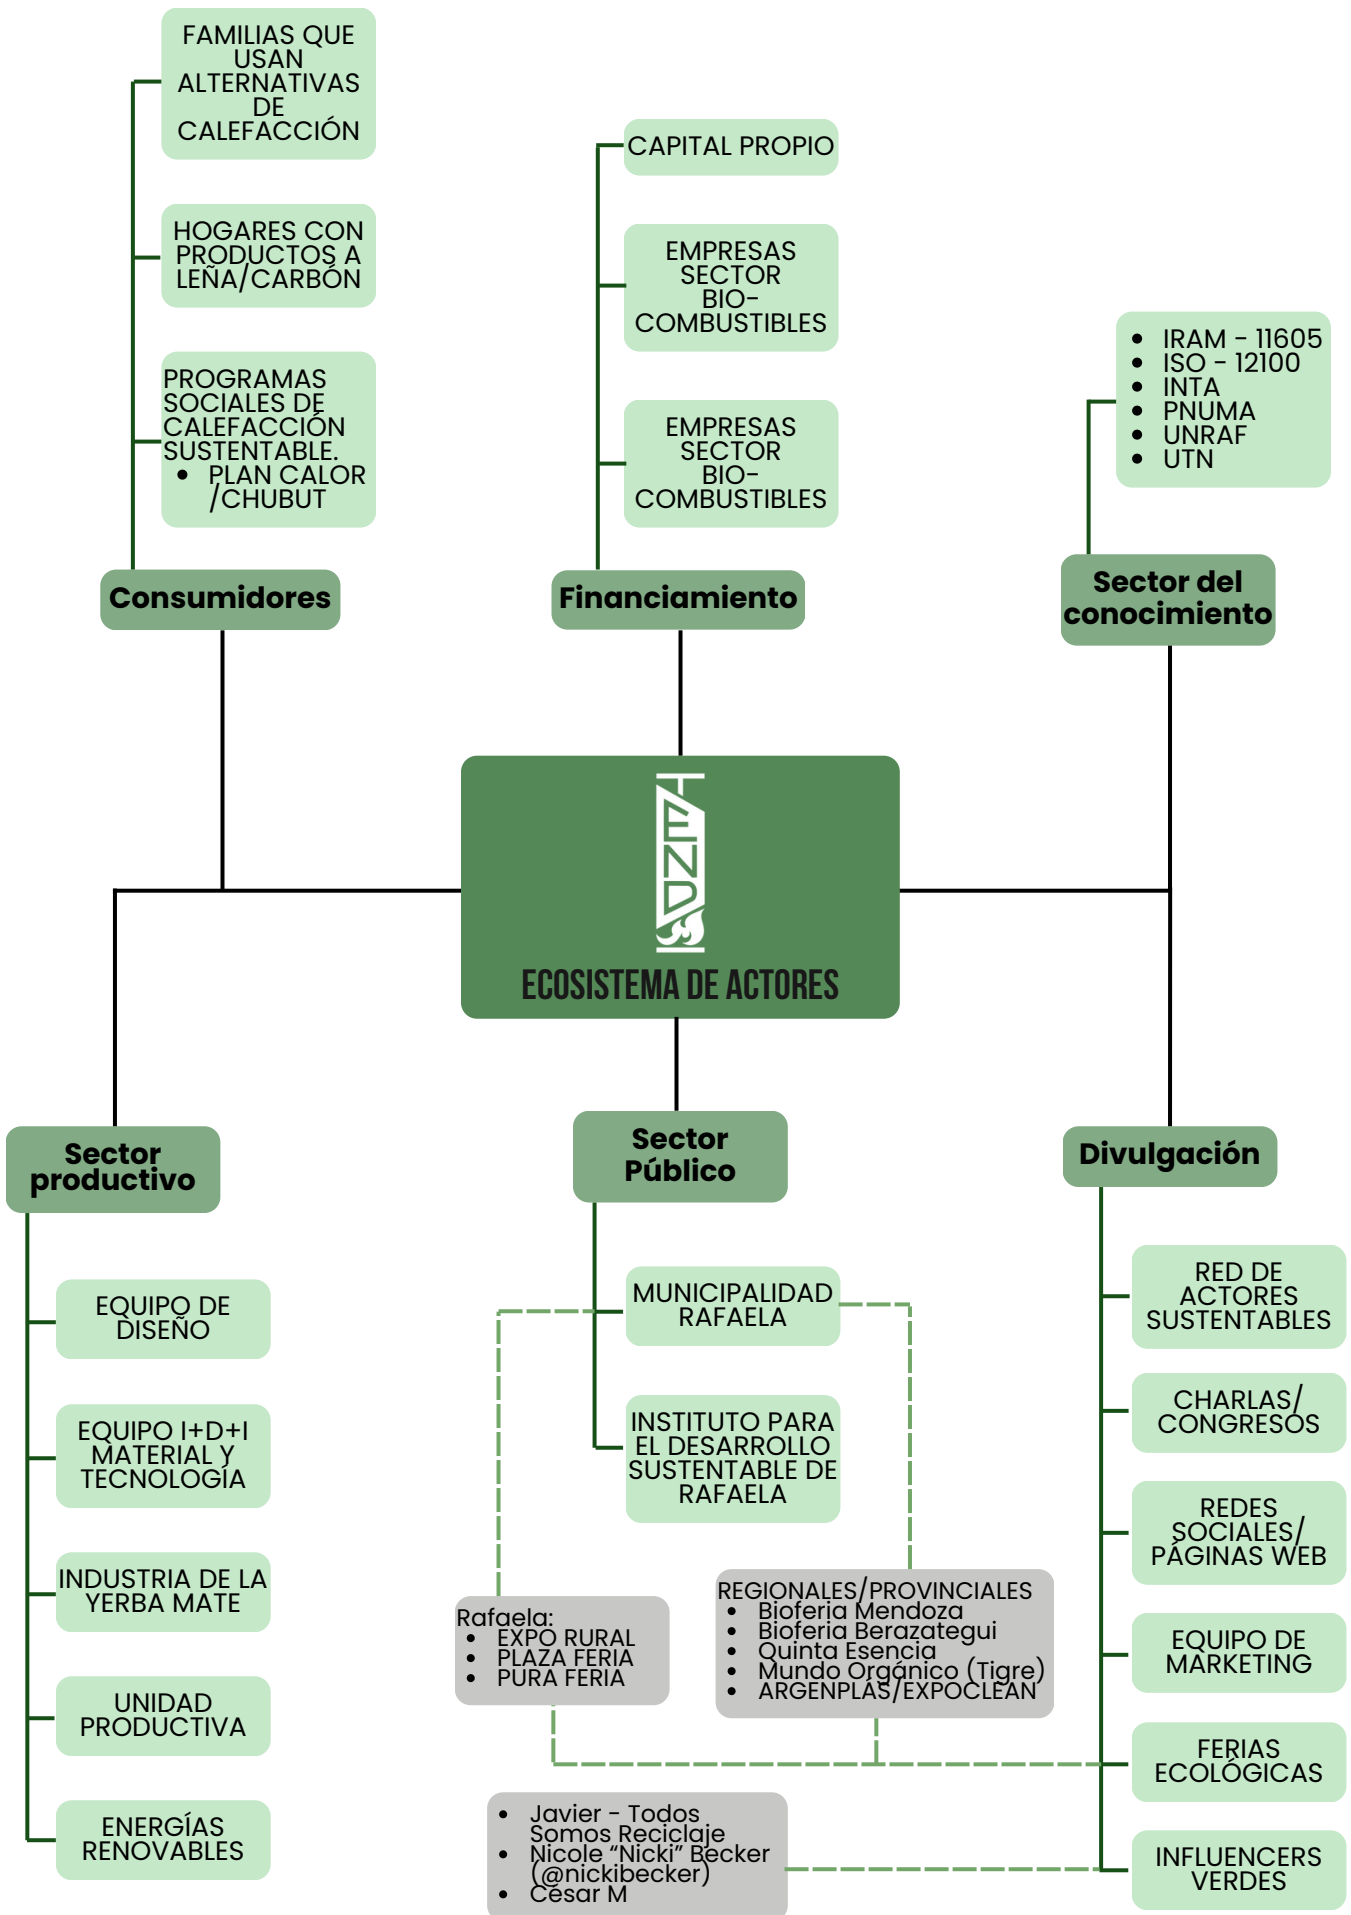 FAMILIAS QUE
USAN
ALTERNATIVAS
DE
CALEFACCIÓN
HOGARES CON
PRODUCTOS A
LEÑA/CARBÓN
PROGRAMAS
SOCIALES DE
CALEFACCIÓN
SUSTENTABLE.
• PLAN CALOR
/CHUBUT
Consumidores
CAPITAL PROPIO
EMPRESAS
SECTOR
BIO-
COMBUSTIBLES
EMPRESAS
SECTOR
BIO-
COMBUSTIBLES
Financiamiento
• IRAM - 11605
• ISO - 12100
• INTA
• PNUMA
• UNRAF
• UTN
Sector del
conocimiento
TENDI
ECOSISTEMA DE ACTORES
Sector
productivo
EQUIPO DE
DISEÑO
EQUIPO I+D+I
MATERIAL Y
TECNOLOGÍA
INDUSTRIA DE LA
YERBA MATE
UNIDAD
PRODUCTIVA
ENERGÍAS
RENOVABLES
Sector
Público
MUNICIPALIDAD
RAFAELA
INSTITUTO PARA
EL DESARROLLO
SUSTENTABLE DE
RAFAELA
Rafaela:
• EXPO RURAL
• PLAZA FERIA
• PURA FERIA
REGIONALES/PROVINCIALES
• Bioferia Mendoza
• Bioferia Berazategui
• Quinta Esencia
• Mundo Orgánico (Tigre)
• ARGENPLÁS/EXPOCLEAN
• Javier - Todos
Somos Reciclaje
• Nicole “Nicki” Becker
(@nickibecker)
• César M
Divulgación
RED DE
ACTORES
SUSTENTABLES
CHARLAS/
CONGRESOS
REDES
SOCIALES/
PÁGINAS WEB
EQUIPO DE
MARKETING
FERIAS
ECOLÓGICAS
INFLUENCERS
VERDES